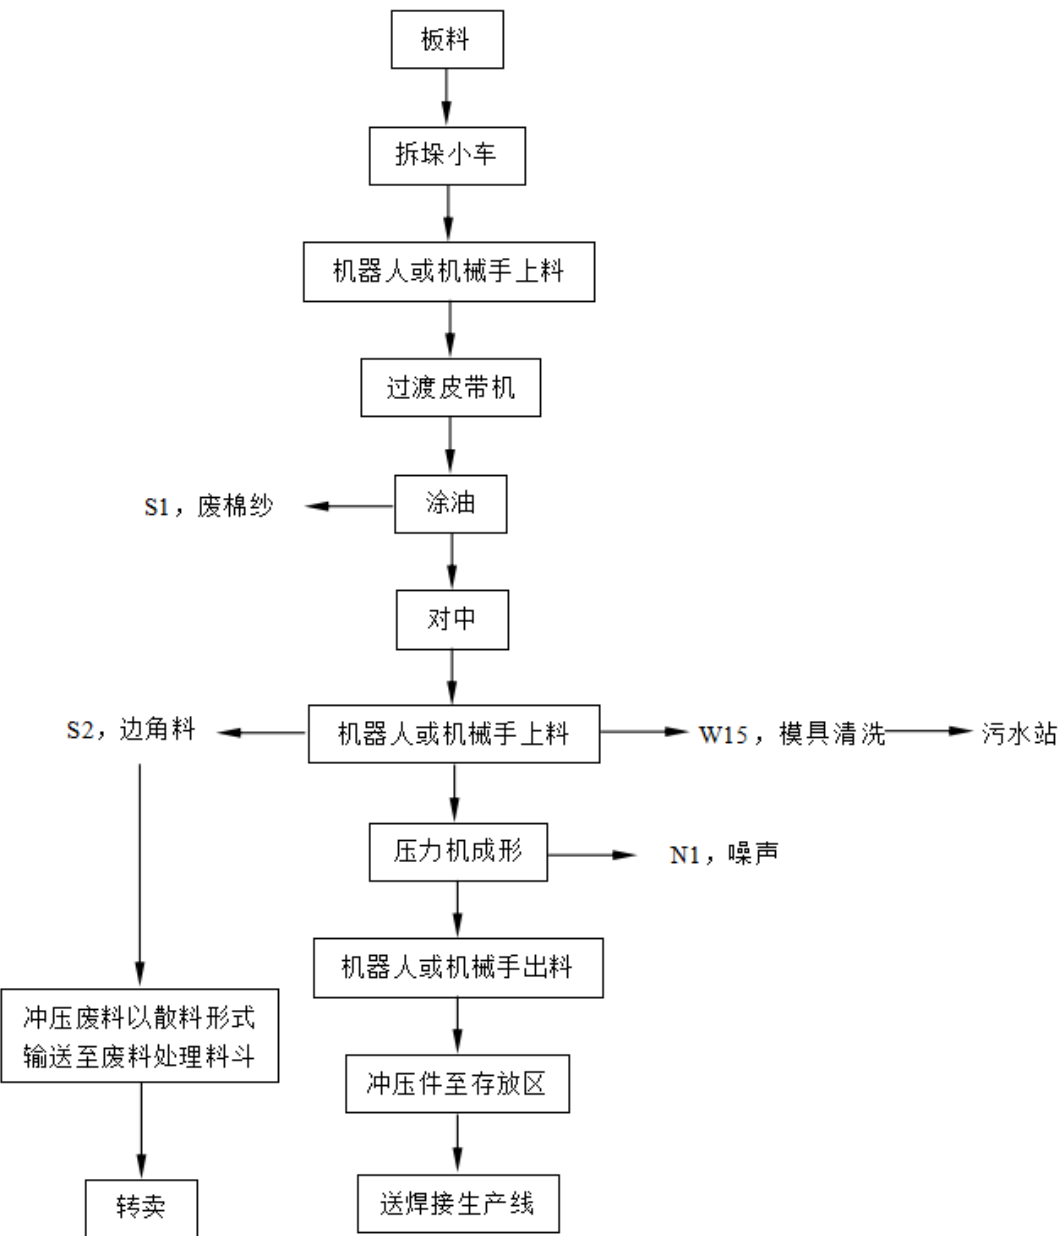 板料
拆垛小车
机器人或机械手上料
过渡皮带机
S1，废棉纱
涂油
对中
S2，边角料
机器人或机械手上料
W15，模具清洗
污水站
压力机成形
N1，噪声
机器人或机械手出料
冲压废料以散料形式
输送至废料处理料斗
冲压件至存放区
转卖
送焊接生产线